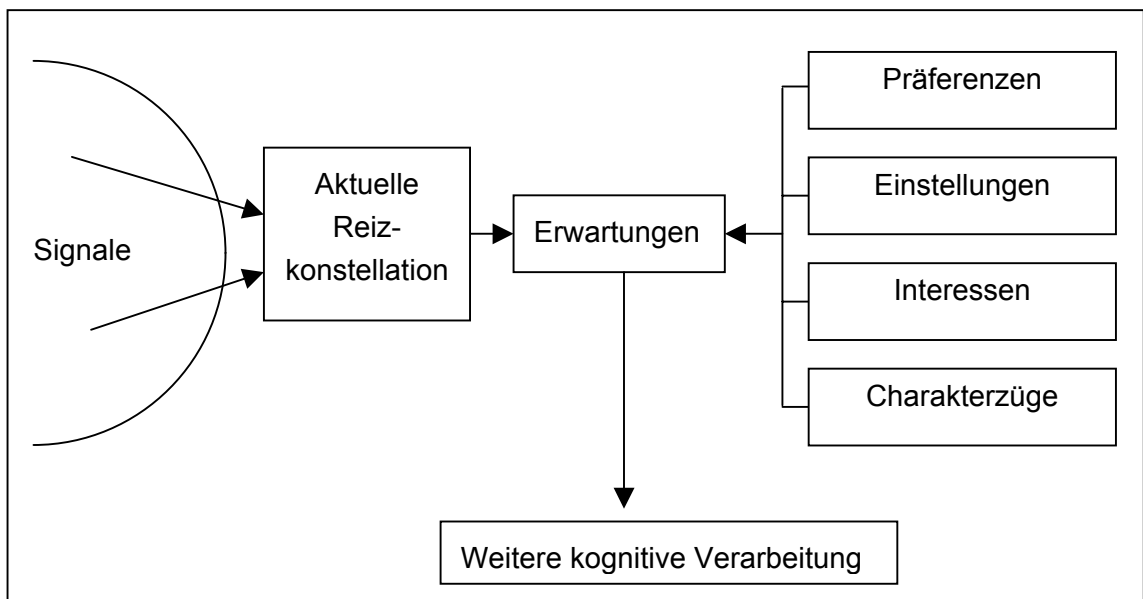 Signale
Aktuelle
Reiz-
konstellation
Erwartungen
Präferenzen
Einstellungen
Interessen
Charakterzüge
Weitere kognitive Verarbeitung